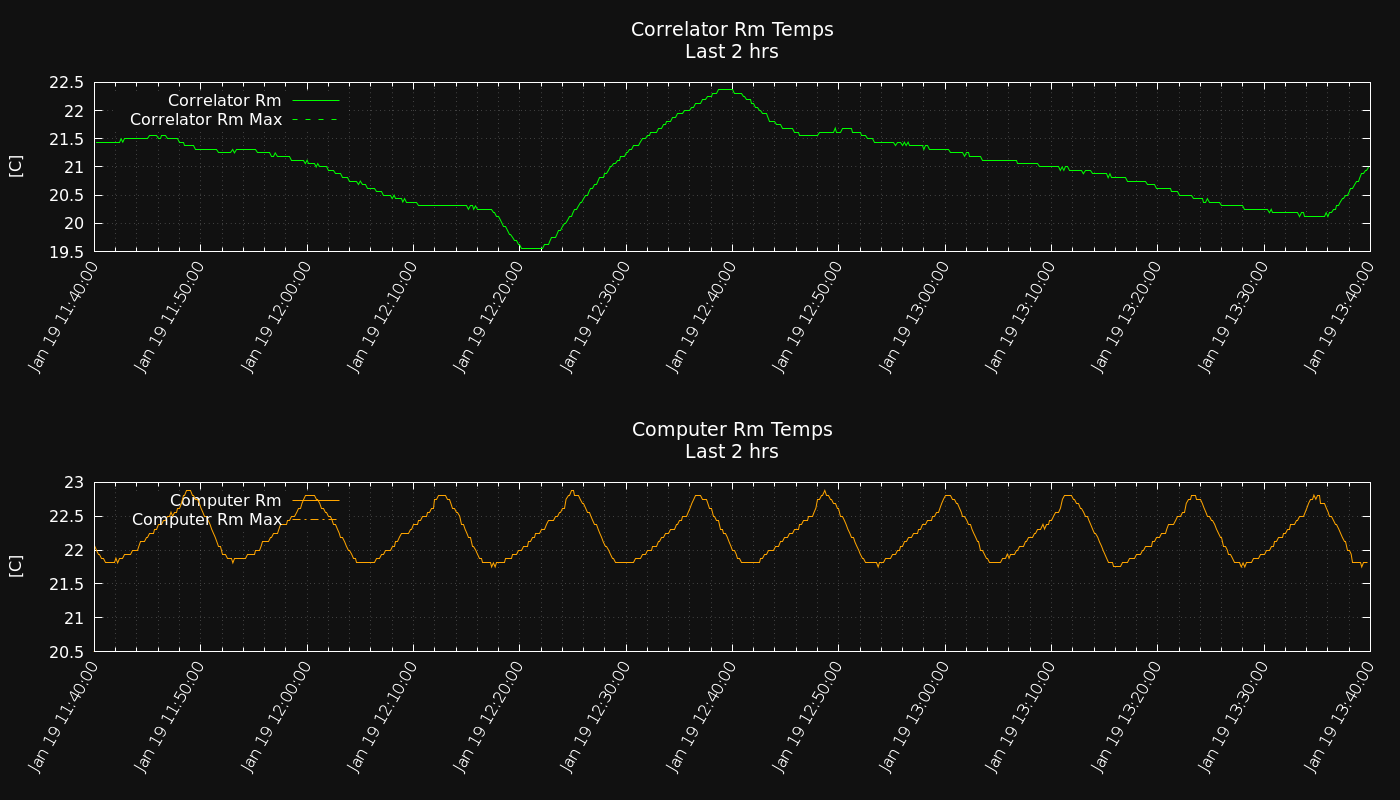 Correlator Rm Temps
Last 2 hrs
22.5
22
21.5
21
20.5
20
19.5
[C]
Correlator Rm
Correlator Rm Max
Jan 19 11:40:00
Jan 19 11:50:00
Jan 19 12:00:00
Jan 19 12:10:00
Jan 19 12:20:00
Jan 19 12:30:00
Jan 19 12:40:00
Jan 19 12:50:00
Jan 19 13:00:00
Jan 19 13:10:00
Jan 19 13:20:00
Jan 19 13:30:00
Jan 19 13:40:00
Computer Rm Temps
Last 2 hrs
23
22.5
22
21.5
21
20.5
[C]
Computer Rm
Computer Rm Max
Jan 19 11:40:00
Jan 19 11:50:00
Jan 19 12:00:00
Jan 19 12:10:00
Jan 19 12:20:00
Jan 19 12:30:00
Jan 19 12:40:00
Jan 19 12:50:00
Jan 19 13:00:00
Jan 19 13:10:00
Jan 19 13:20:00
Jan 19 13:30:00
Jan 19 13:40:00